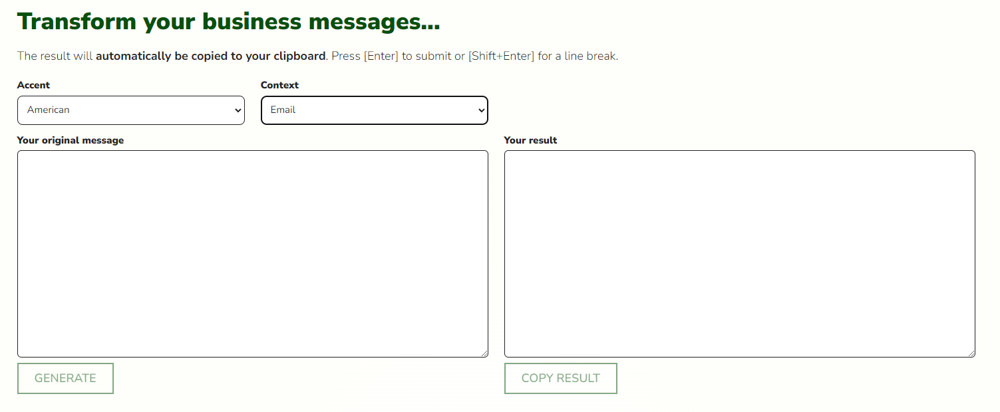 Transform your business messages...
The result will automatically be copied to your clipboard. Press [Enter] to submit or [Shift+Enter] for a line break.
Accent Context
American Email
Your original message Your result
GENERATE COPY RESULT